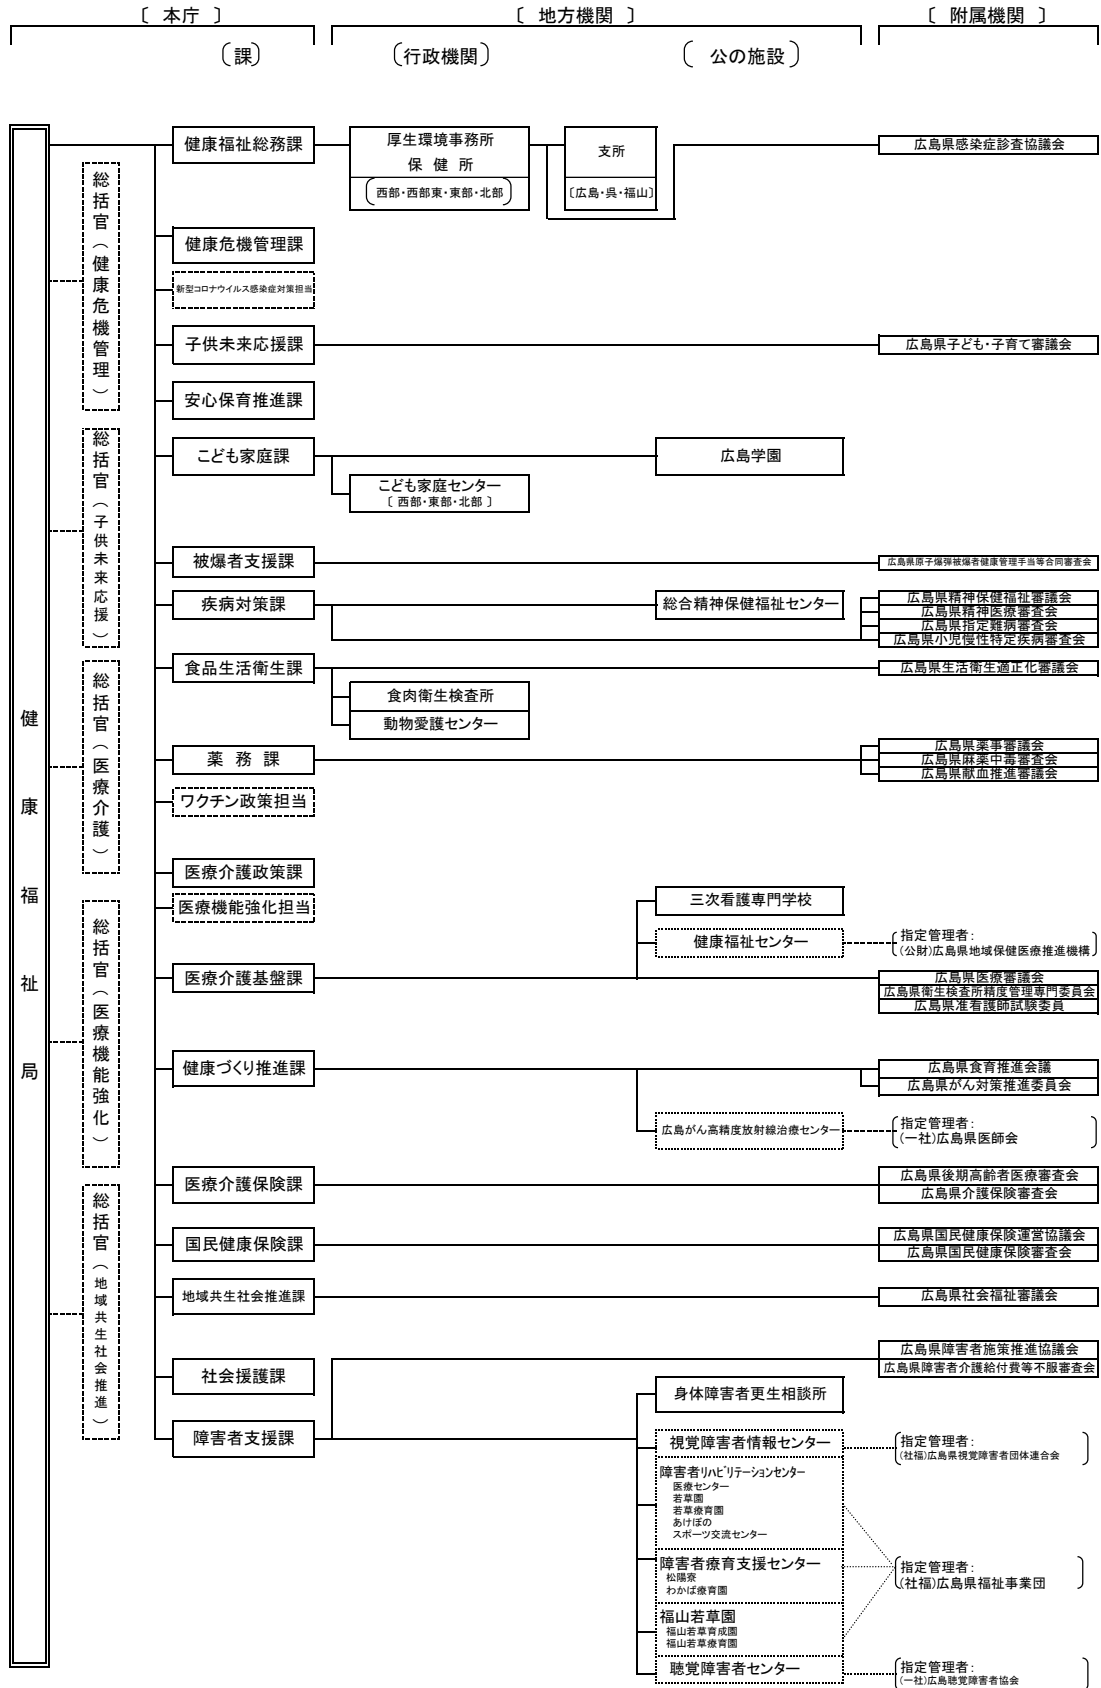 〔 本庁 〕
〔 地方機関 〕
〔 附属機関 〕
〔課〕
〔行政機関〕
〔 公の施設 〕
健康福祉局
総括官（健康危機管理）
総括官（子供未来応援）
総括官（医療介護）
総括官（医療機能強化）
総括官（地域共生社会推進）
健康福祉総務課
厚生環境事務所
保 健 所
〔西部・西部東・東部・北部〕
支所
〔広島・呉・福山〕
広島県感染症診査協議会
健康危機管理課
新型コロナウイルス感染症対策担当
子供未来応援課
広島県子ども・子育て審議会
安心保育推進課
こども家庭課
広島学園
こども家庭センター
〔 西部・東部・北部 〕
被爆者支援課
広島県原子爆弾被爆者健康管理手当等合同審査会
疾病対策課
総合精神保健福祉センター
広島県精神保健福祉審議会
広島県精神医療審査会
広島県指定難病審査会
広島県小児慢性特定疾病審査会
食品生活衛生課
広島県生活衛生適正化審議会
食肉衛生検査所
動物愛護センター
薬 務 課
広島県薬事審議会
広島県麻薬中毒審査会
広島県献血推進審議会
ワクチン政策担当
医療介護政策課
医療機能強化担当
三次看護専門学校
健康福祉センター
指定管理者：
(公財)広島県地域保健医療推進機構
医療介護基盤課
広島県医療審議会
広島県衛生検査所精度管理専門委員会
広島県准看護師試験委員
健康づくり推進課
広島県食育推進会議
広島県がん対策推進委員会
広島がん高精度放射線治療センター
指定管理者：
(一社)広島県医師会
医療介護保険課
広島県後期高齢者医療審査会
広島県介護保険審査会
国民健康保険課
広島県国民健康保険運営協議会
広島県国民健康保険審査会
地域共生社会推進課
広島県社会福祉審議会
社会援護課
広島県障害者施策推進協議会
広島県障害者介護給付費等不服審査会
身体障害者更生相談所
障害者支援課
視覚障害者情報センター
指定管理者：
(社福)広島県視覚障害者団体連合会
障害者ﾘﾊﾋﾞﾘテーションセンター
医療センター
若草園
若草療育園
あけぼの
スポーツ交流センター
障害者療育支援センター
松陽寮
わかば療育園
指定管理者：
(社福)広島県福祉事業団
福山若草園
福山若草育成園
福山若草療育園
聴覚障害者センター
指定管理者：
(一社)広島聴覚障害者協会